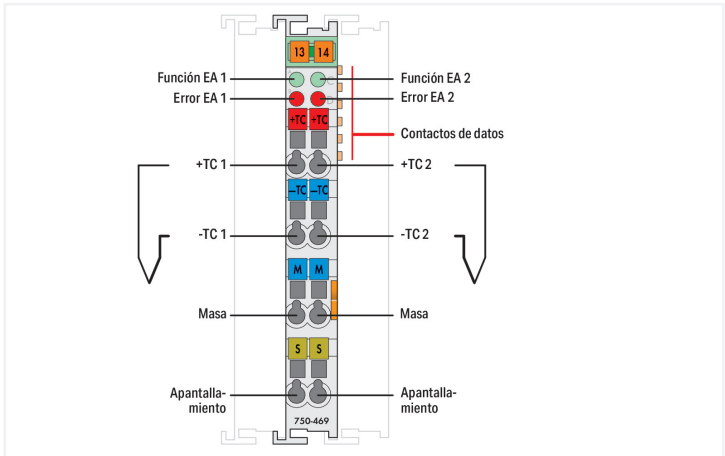 13 14
Función EA 1
Función EA 2
Error EA 1
Error EA 2
+TC +TC
Contactos de datos
+TC 1
+TC 2
–TC –TC
-TC 1
-TC 2
M M
Masa
Masa
S S
Apantalla-
miento
Apantalla-
miento
750-469